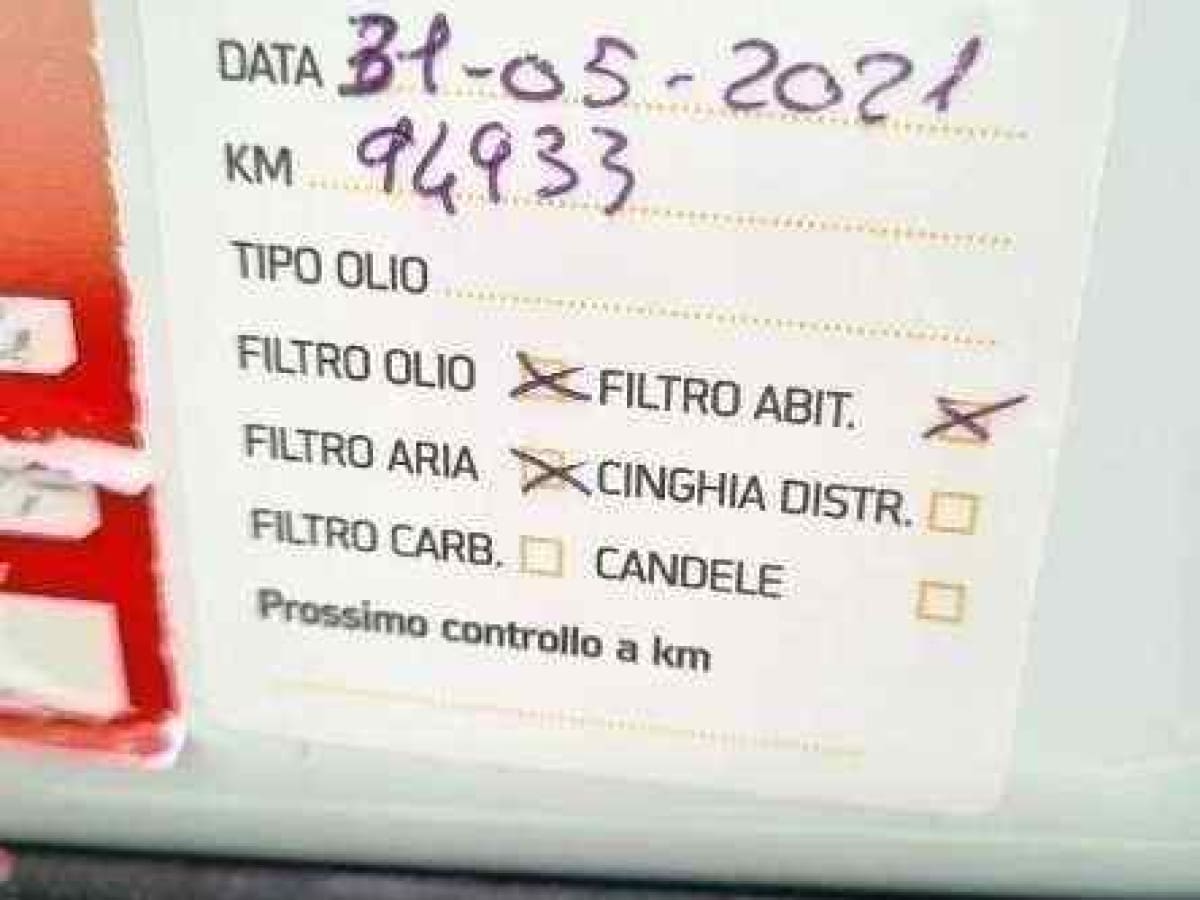 DATA 31-05-2021
KM 94933
TIPO OLIO
FILTRO OLIO FILTRO ABIT.
FILTRO ARIA CINGHIA DISTR.
FILTRO CARB. CANDELE
Prossimo controllo a km